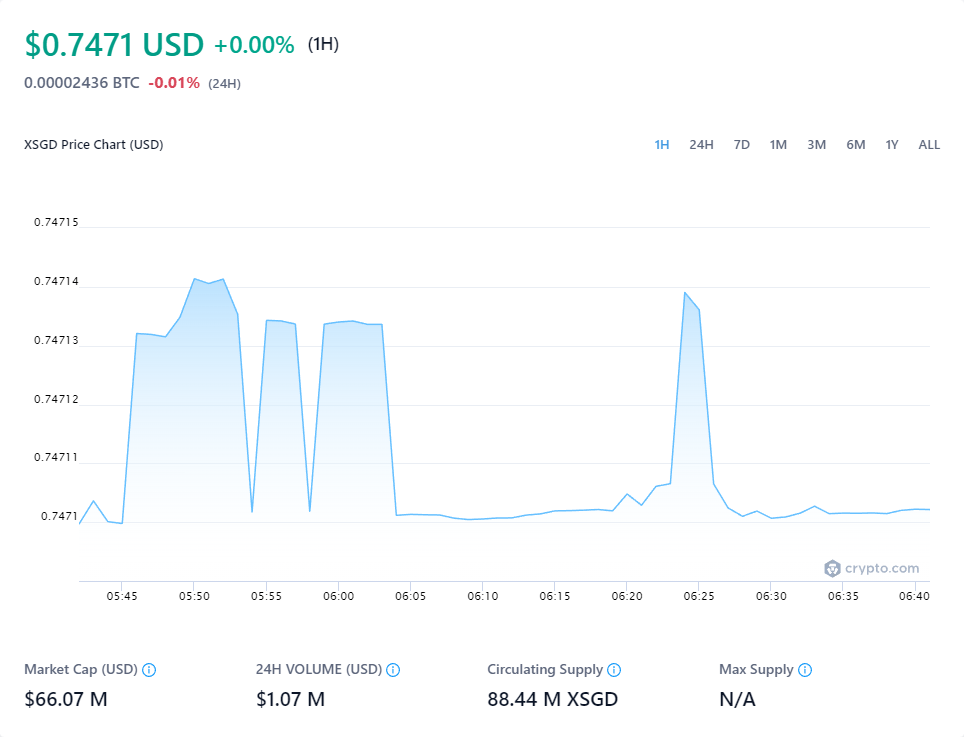 $0.7471 USD +0.00% (1H)
0.00002436 BTC -0.01% (24H)
XSGD Price Chart (USD) 1H 24H 7D 1M 3M 6M 1Y ALL
0.74715
0.74714
0.74713
0.74712
0.74711
0.7471
crypto.com
05:45 05:50 05:55 06:00 06:05 06:10 06:15 06:20 06:25 06:30 06:35 06:40
Market Cap (USD) 24H VOLUME (USD) Circulating Supply Max Supply
$66.07 M $1.07 M 88.44 M XSGD N/A